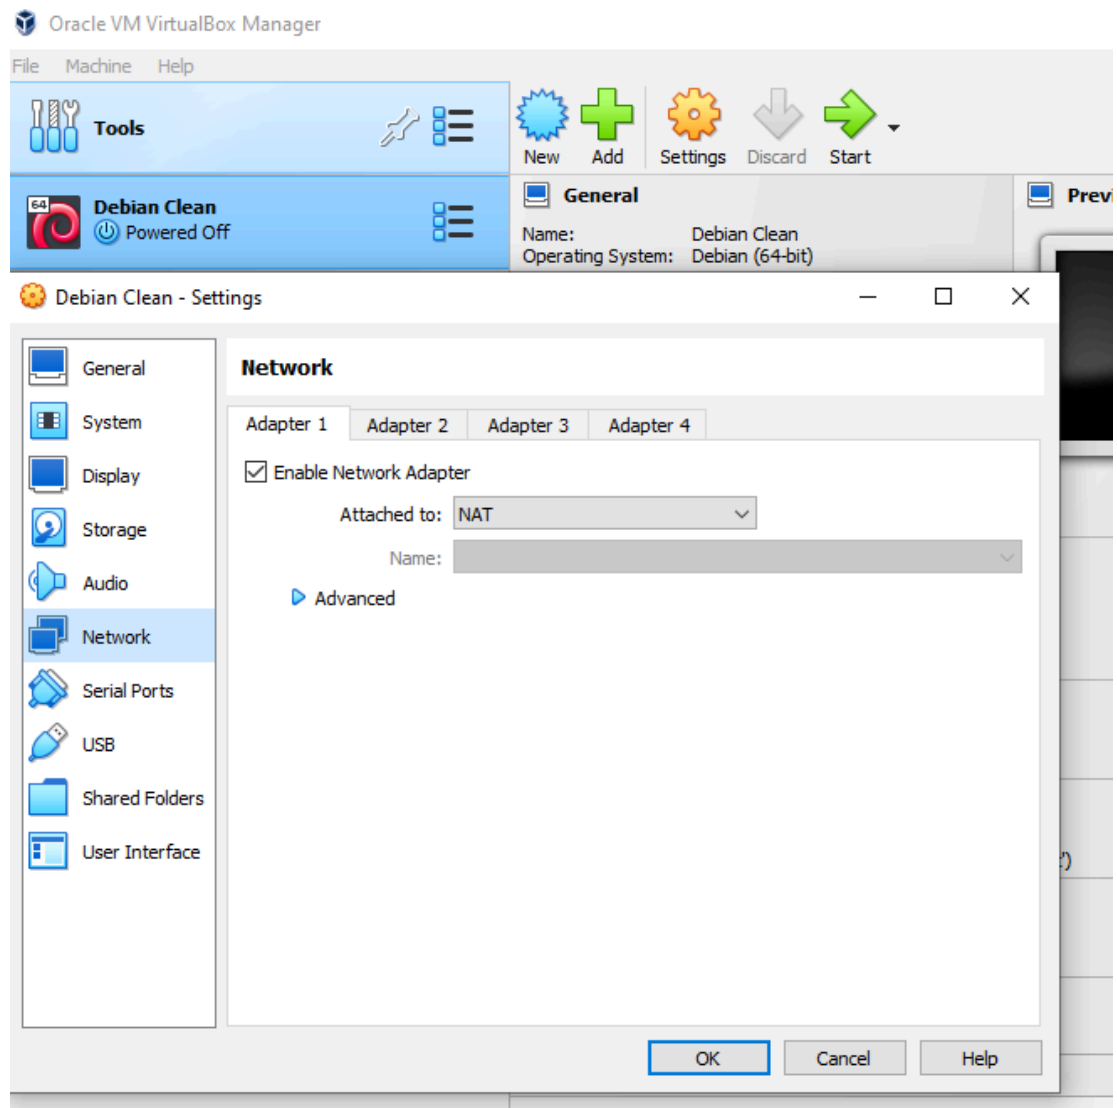 Oracle VM VirtualBox Manager
File Machine Help
Tools
New Add Settings Discard Start
64
Debian Clean
Powered Off
General
Name: Debian Clean
Operating System: Debian (64-bit)
Previ
Debian Clean - Settings
General
System
Display
Storage
Audio
Network
Serial Ports
USB
Shared Folders
User Interface
Network
Adapter 1 Adapter 2 Adapter 3 Adapter 4
Enable Network Adapter
Attached to: NAT
Name:
Advanced
')
OK Cancel Help